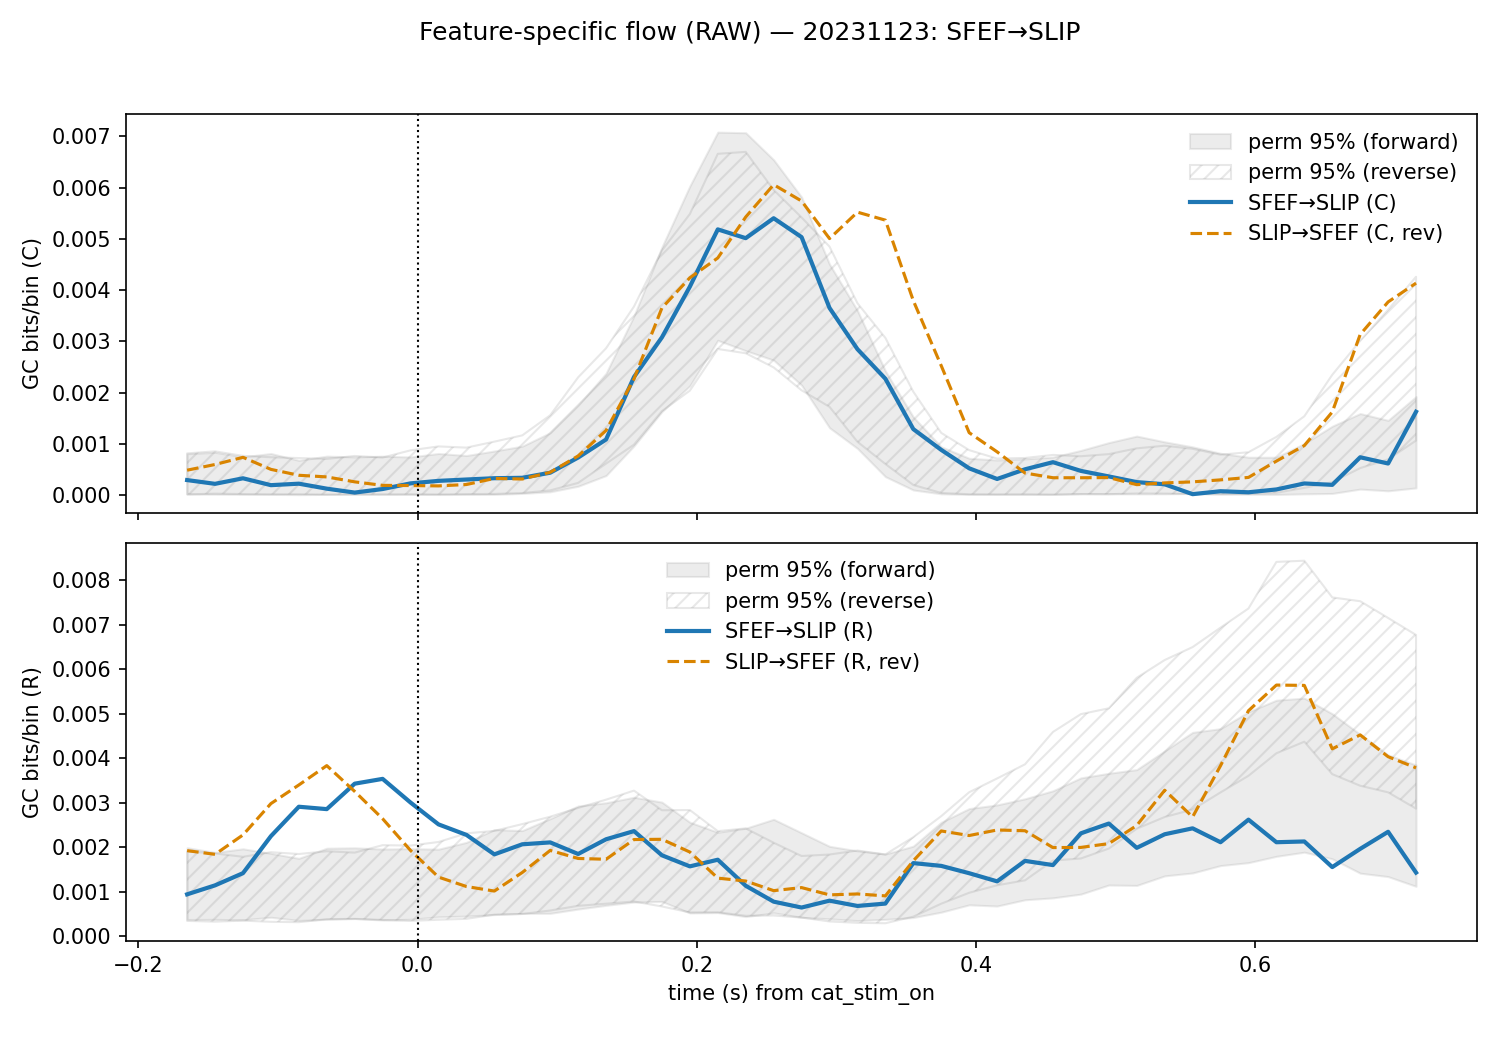 Feature-specific flow (RAW) — 20231123: SFEF→SLIP
GC bits/bin (C)
0.007
0.006
0.005
0.004
0.003
0.002
0.001
0.000
perm 95% (forward)
perm 95% (reverse)
SFEF→SLIP (C)
SLIP→SFEF (C, rev)
GC bits/bin (R)
0.008
0.007
0.006
0.005
0.004
0.003
0.002
0.001
0.000
perm 95% (forward)
perm 95% (reverse)
SFEF→SLIP (R)
SLIP→SFEF (R, rev)
−0.2 0.0 0.2 0.4 0.6
time (s) from cat_stim_on